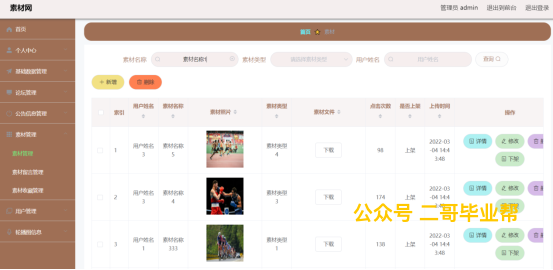 素材网
管理员 admin 退出到前台 退出登录
首页 素材
首页
个人中心
基础数据管理
论坛管理
公告信息管理
素材管理
素材管理
素材留言管理
素材收藏管理
用户管理
轮播图信息
素材名称 素材名称 素材类型 请选择素材类型 用户姓名 用户姓名 查询
新增 删除
索引 用户姓名 素材名称 素材照片 素材类型 素材文件 点击次数 是否上架 上传时间 操作
1 用户姓名3 素材名称5 素材类型4 下载 98 上架 2022-03-04 14:43:48 详情 修改
下架
2 用户姓名3 素材名称4 素材类型3 下载 174 上架 2022-03-04 14:43:48 详情 修改
公众号 二哥毕业帮
3 用户姓名1 素材名称333 素材类型1 下载 138 上架 2022-03-04 14:43:48 详情 修改
下架